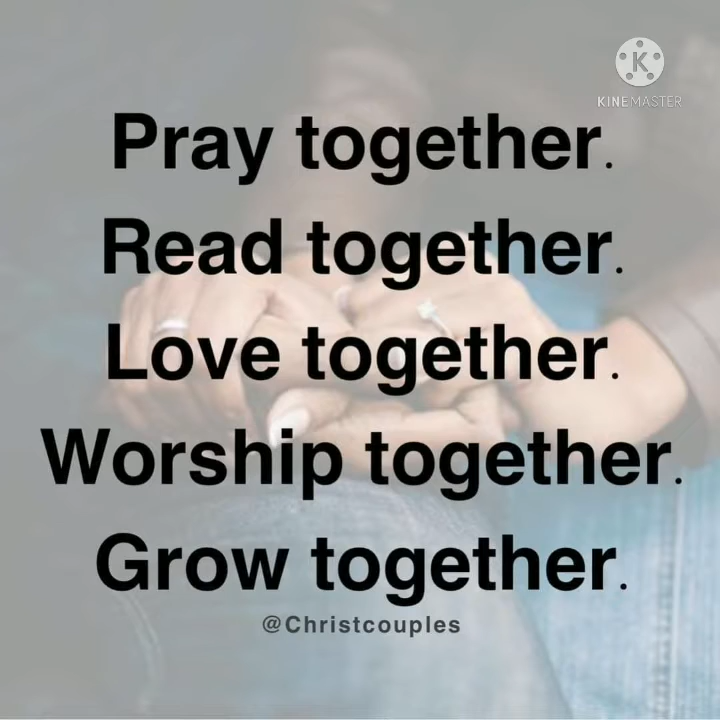 KINEMASTER
Pray together.
Read together.
Love together.
Worship together.
Grow together.
@Christcouples